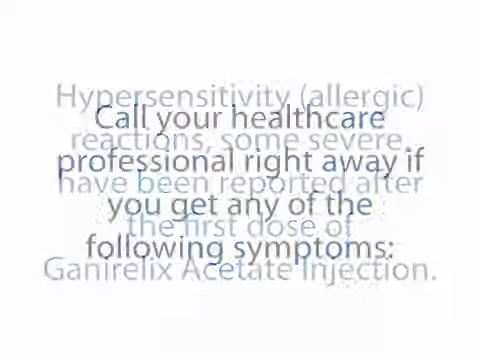 Hypersensitivity (allergic)
reactions, some severe,
have been reported after
the first dose of
Ganirelix Acetate Injection.
Call your healthcare
professional right away if
you get any of the
following symptoms: